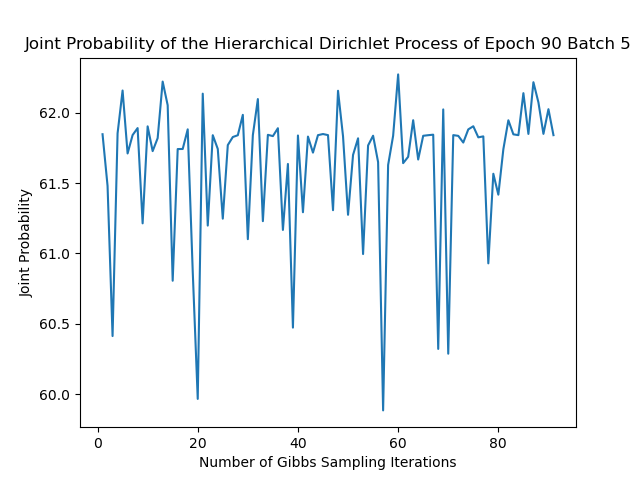 Joint Probability of the Hierarchical Dirichlet Process of Epoch 90 Batch 5
62.0
61.5
61.0
60.5
60.0
Joint Probability
0 20 40 60 80
Number of Gibbs Sampling Iterations